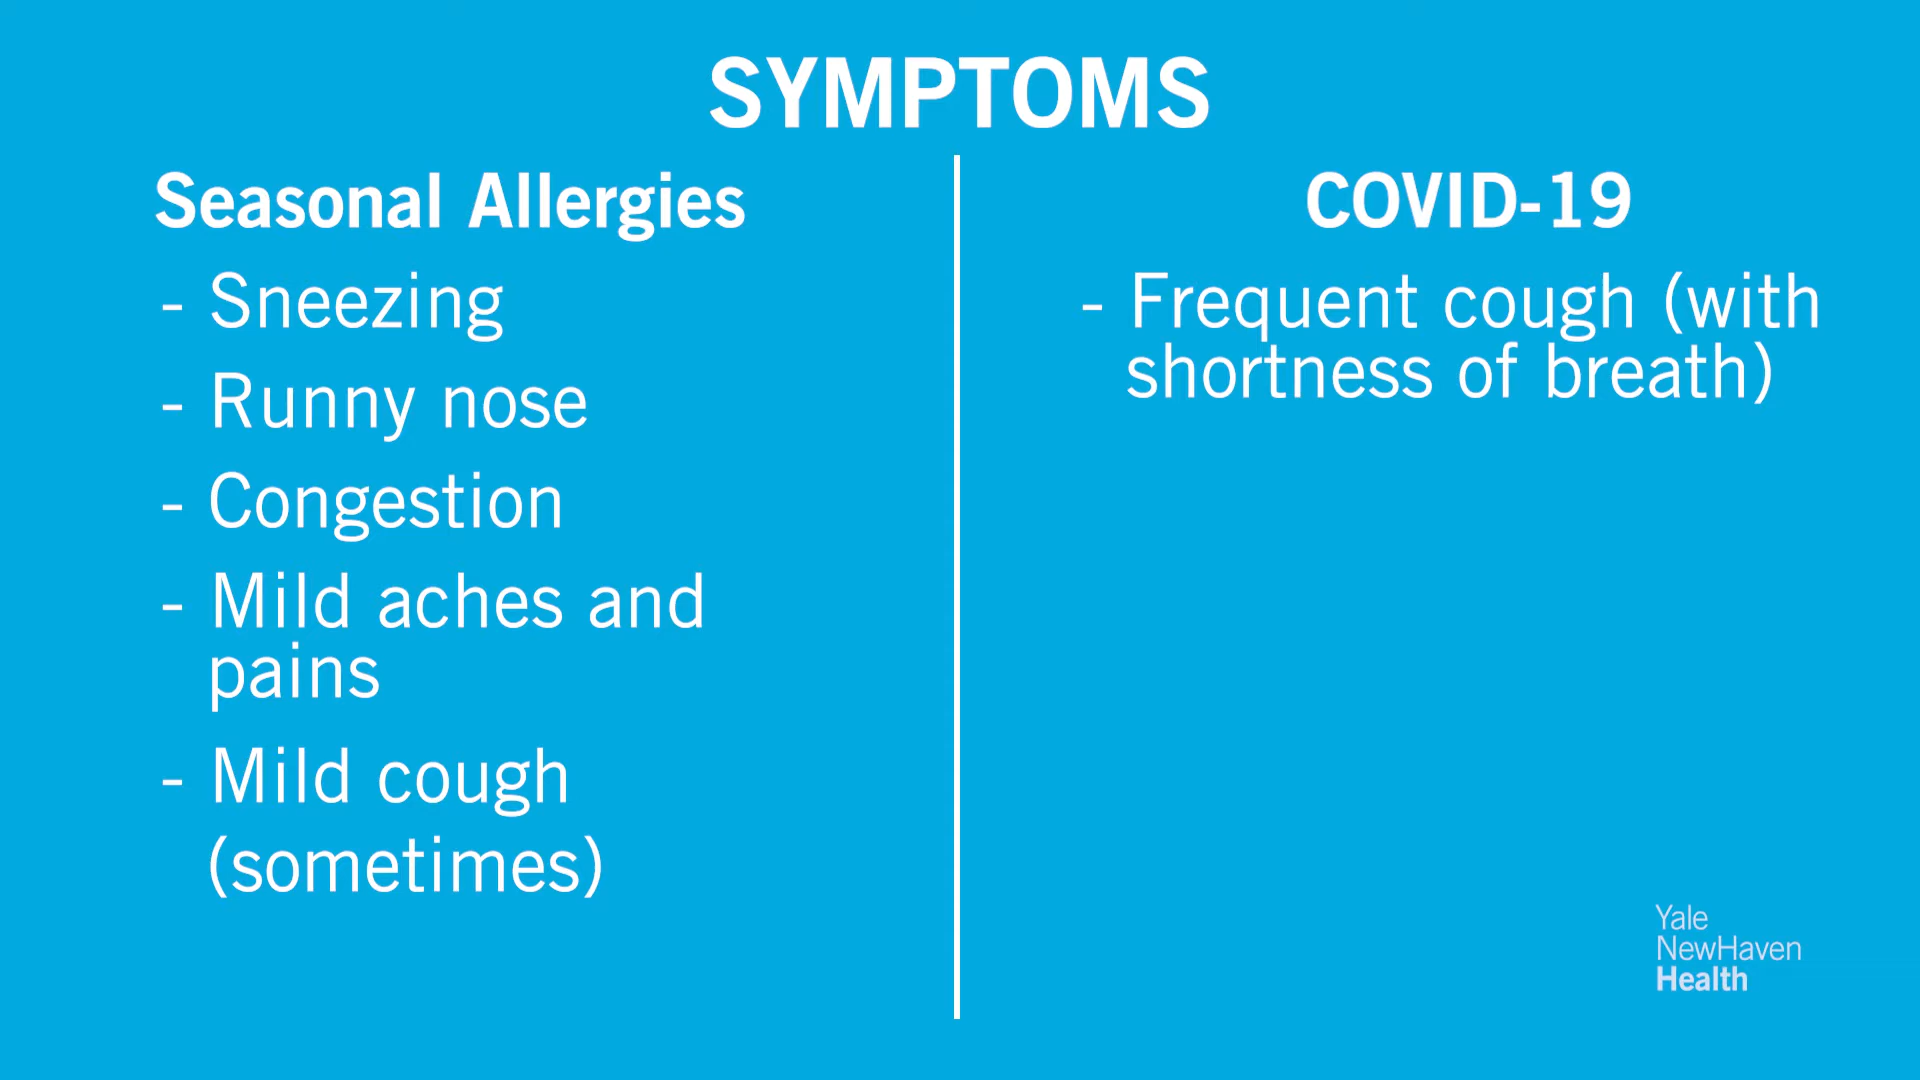 SYMPTOMS
Seasonal Allergies
- Sneezing
- Runny nose
- Congestion
- Mild aches and
pains
- Mild cough
(sometimes)
COVID-19
- Frequent cough (with
shortness of breath)
Yale
NewHaven
Health